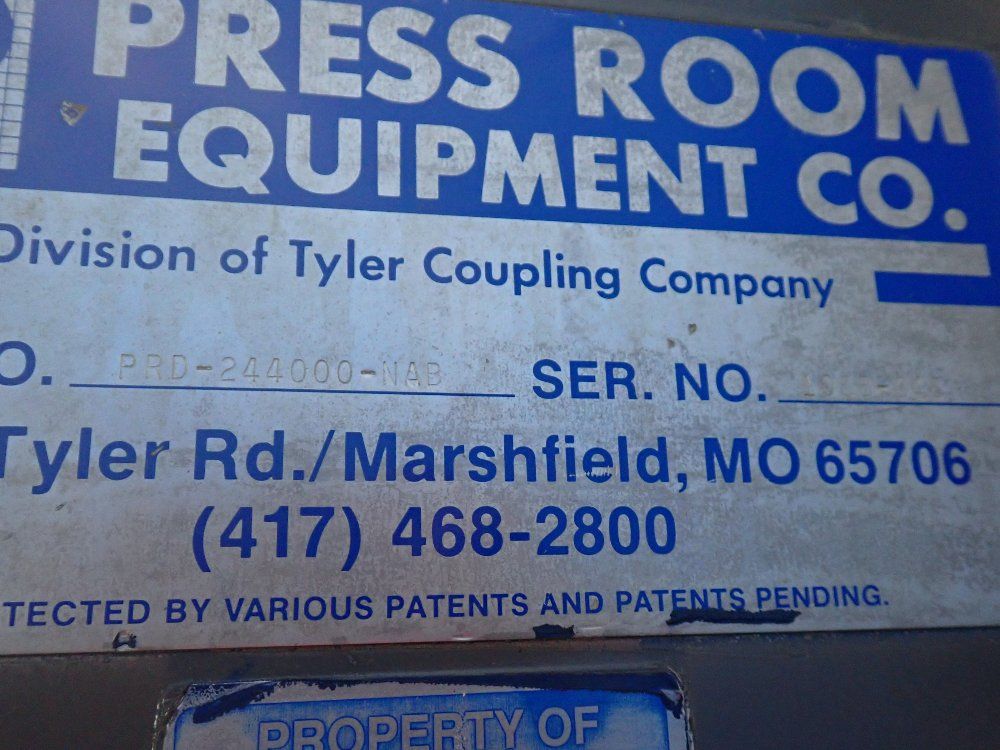 PRESS ROOM
EQUIPMENT CO.
Division of Tyler Coupling Company
O. PRD-244000-NAB SER. NO.
Tyler Rd./Marshfield, MO 65706
(417) 468-2800
TECTED BY VARIOUS PATENTS AND PATENTS PENDING.
PROPERTY OF